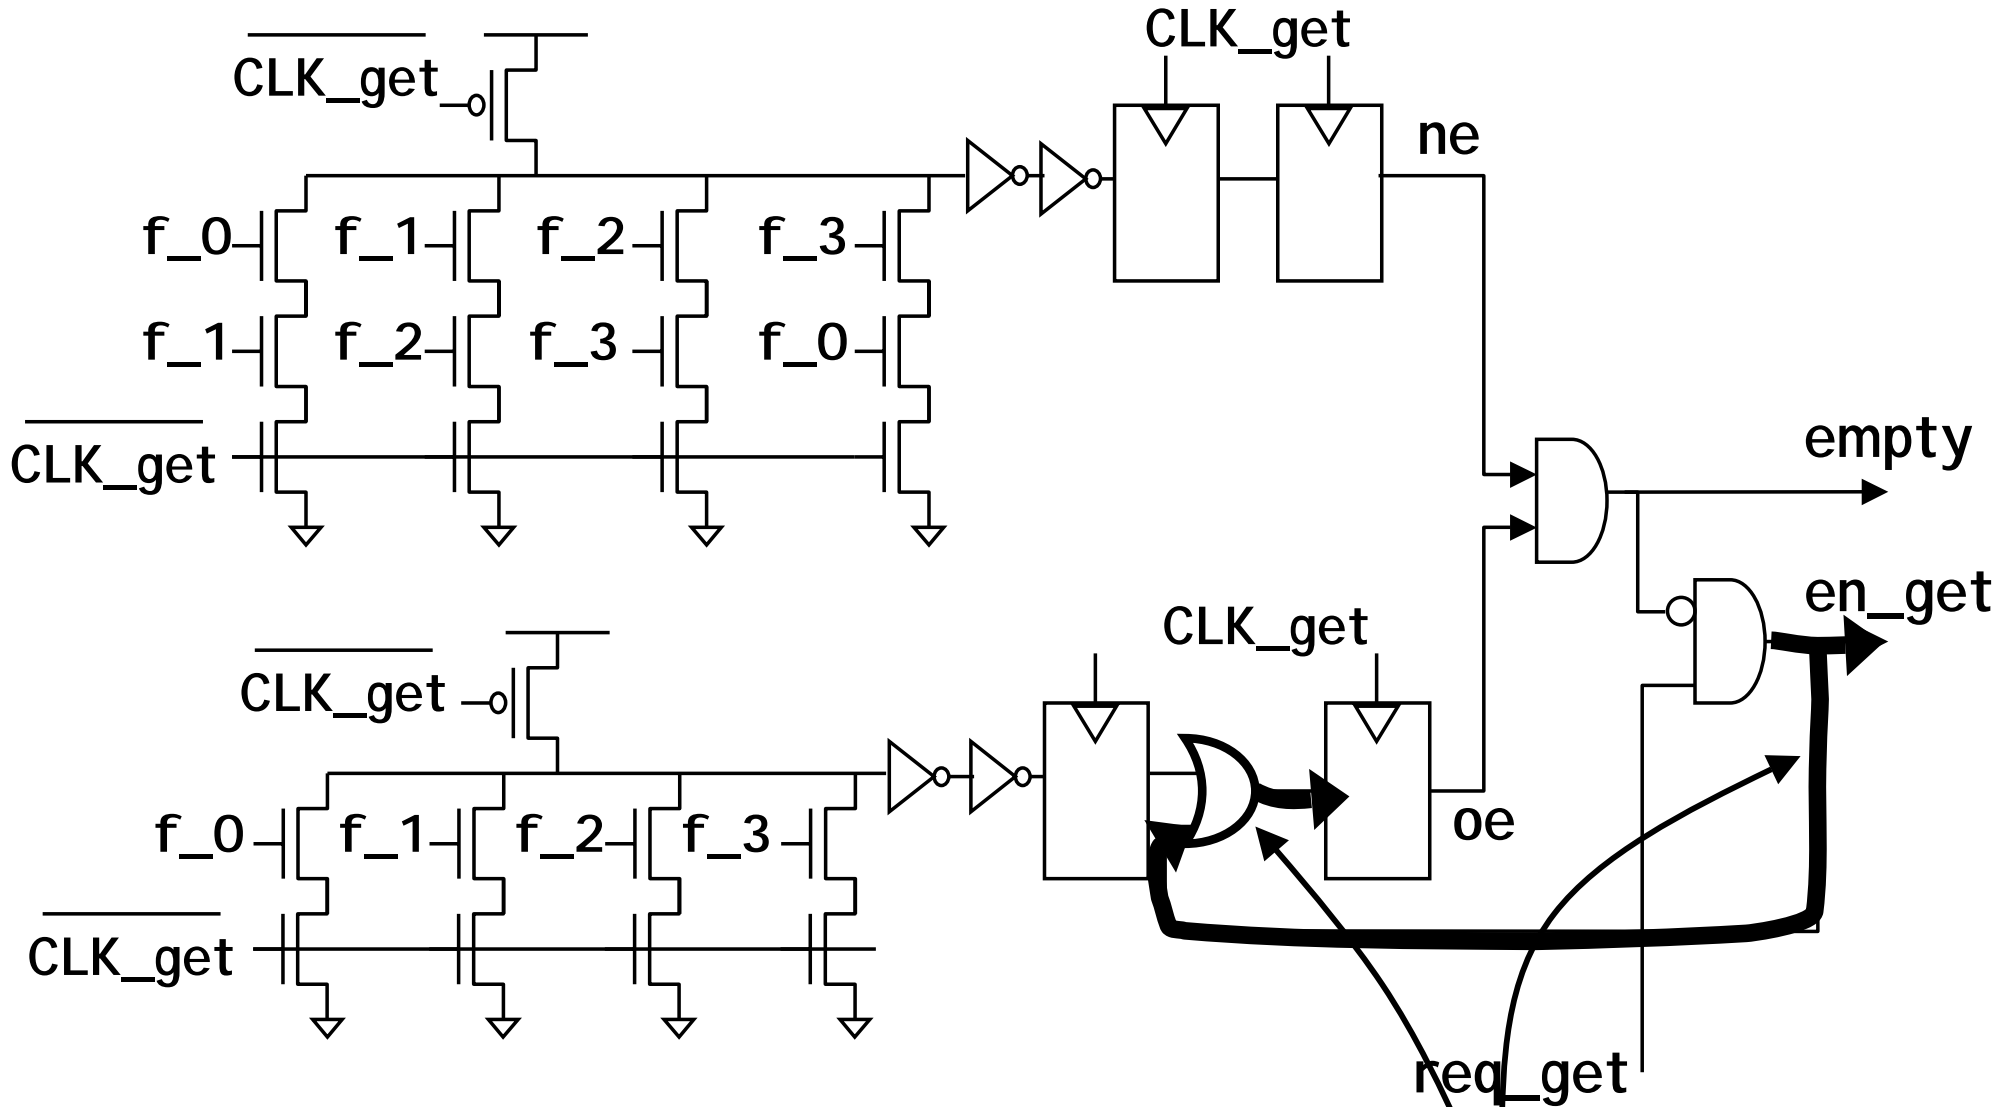 CLK_get
CLK_get
ne
f_0 f_1 f_2 f_3
f_1 f_2 f_3 f_0
CLK_get
empty
en_get
CLK_get
CLK_get
oe
f_0 f_1 f_2 f_3
CLK_get
req_get